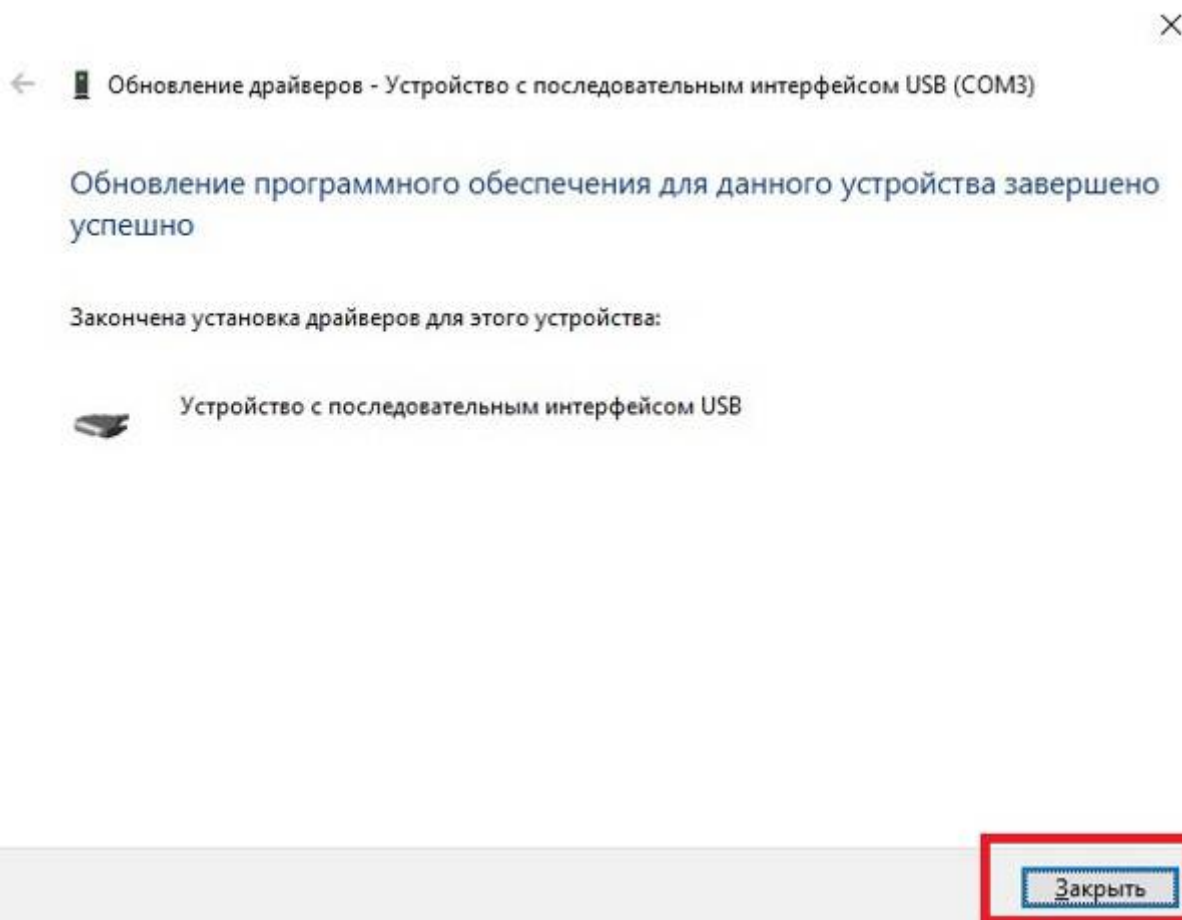 Обновление драйверов - Устройство с последовательным интерфейсом USB (COM3)
Обновление программного обеспечения для данного устройства завершено
успешно
Закончена установка драйверов для этого устройства:
Устройство с последовательным интерфейсом USB
Закрыть